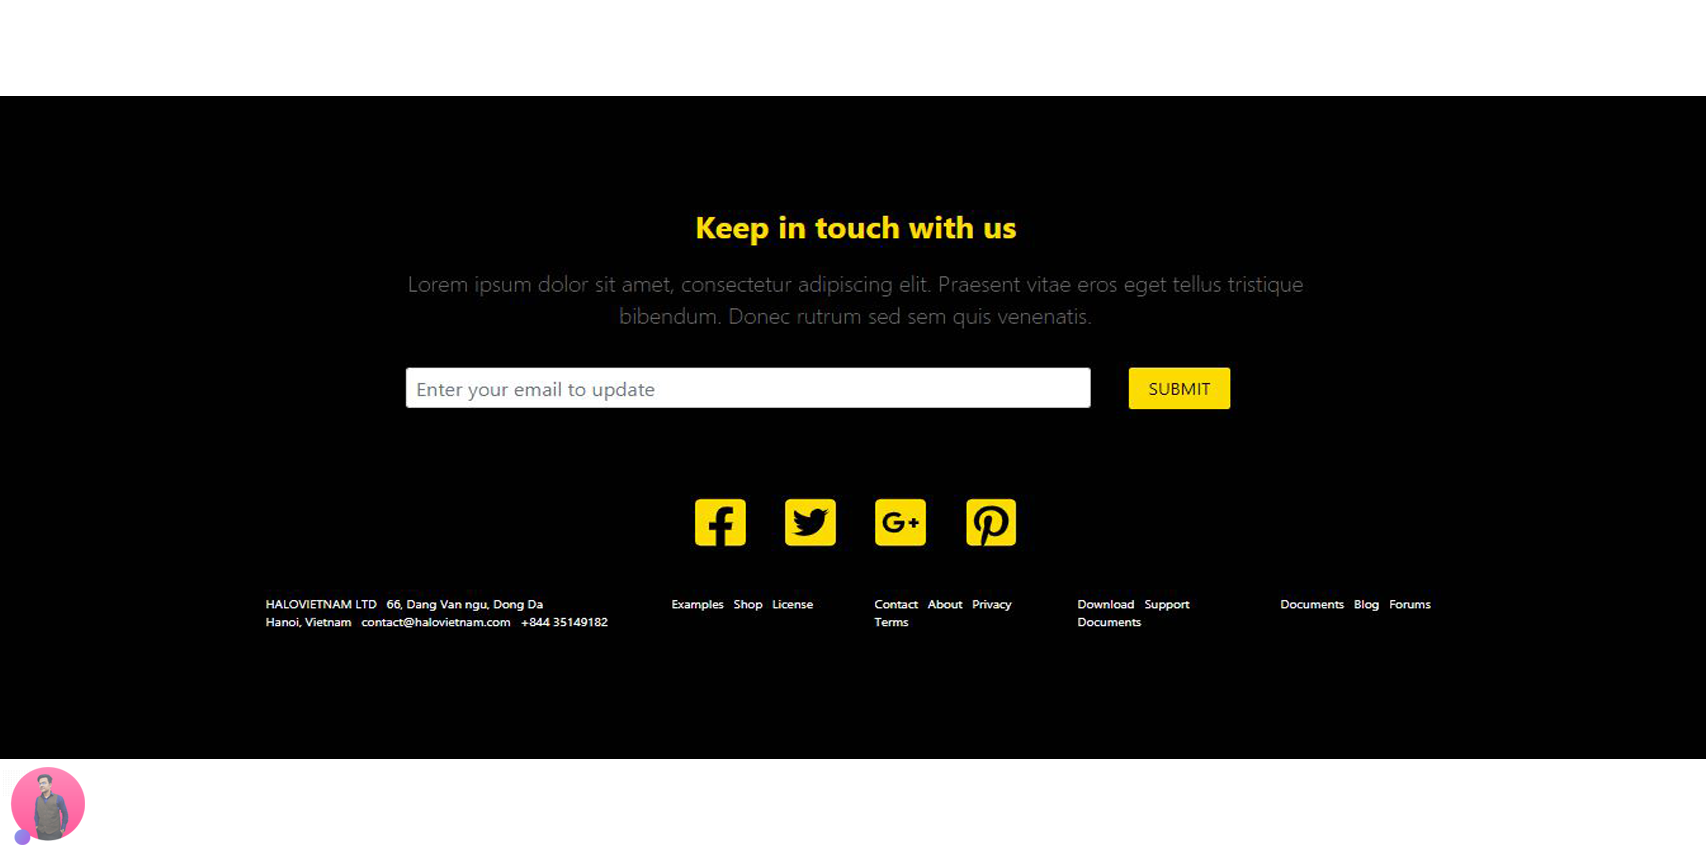 Keep in touch with us
Lorem ipsum dolor sit amet, consectetur adipiscing elit. Praesent vitae eros eget tellus tristique
bibendum. Donec rutrum sed sem quis venenatis.
Enter your email to update
SUBMIT
HALOVIETNAM LTD 66, Dang Van ngu, Dong Da
Hanoi, Vietnam contact@halovietnam.com +844 35149182
Examples Shop License
Contact About Privacy
Terms
Download Support
Documents
Documents Blog Forums